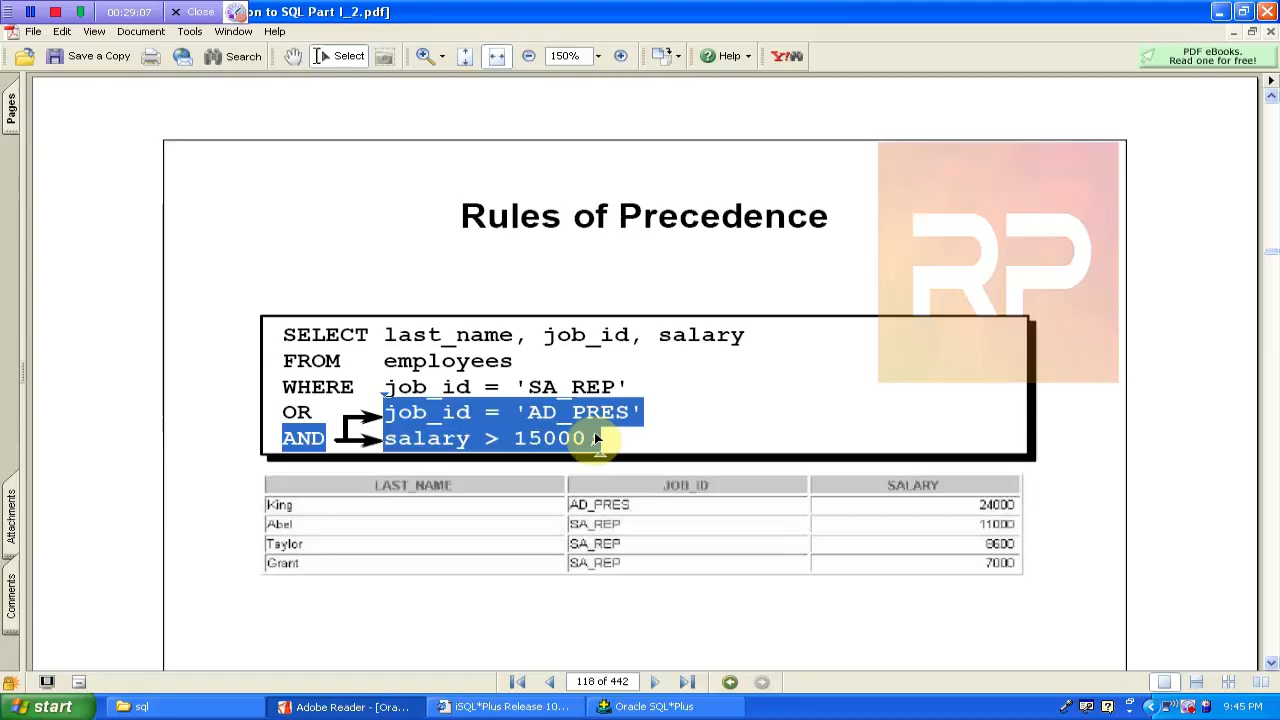 00:29:07 Close on to SQL Part I_2.pdf]
File Edit View Document Tools Window Help
Save a Copy Search Select 150% Help Y!
PDF eBooks.
Read one for free!
Pages
Rules of Precedence
RP
SELECT last_name, job_id, salary
FROM employees
WHERE job_id = 'SA_REP'
OR job_id = 'AD_PRES'
AND salary > 15000;
LAST_NAME JOB_ID SALARY
King AD_PRES 24000
Abel SA_REP 11000
Taylor SA_REP 8600
Grant SA_REP 7000
Attachments
Comments
118 of 442
start sql Adobe Reader - [Ora... iSQL*Plus Release 10... Oracle SQL*Plus 9:45 PM